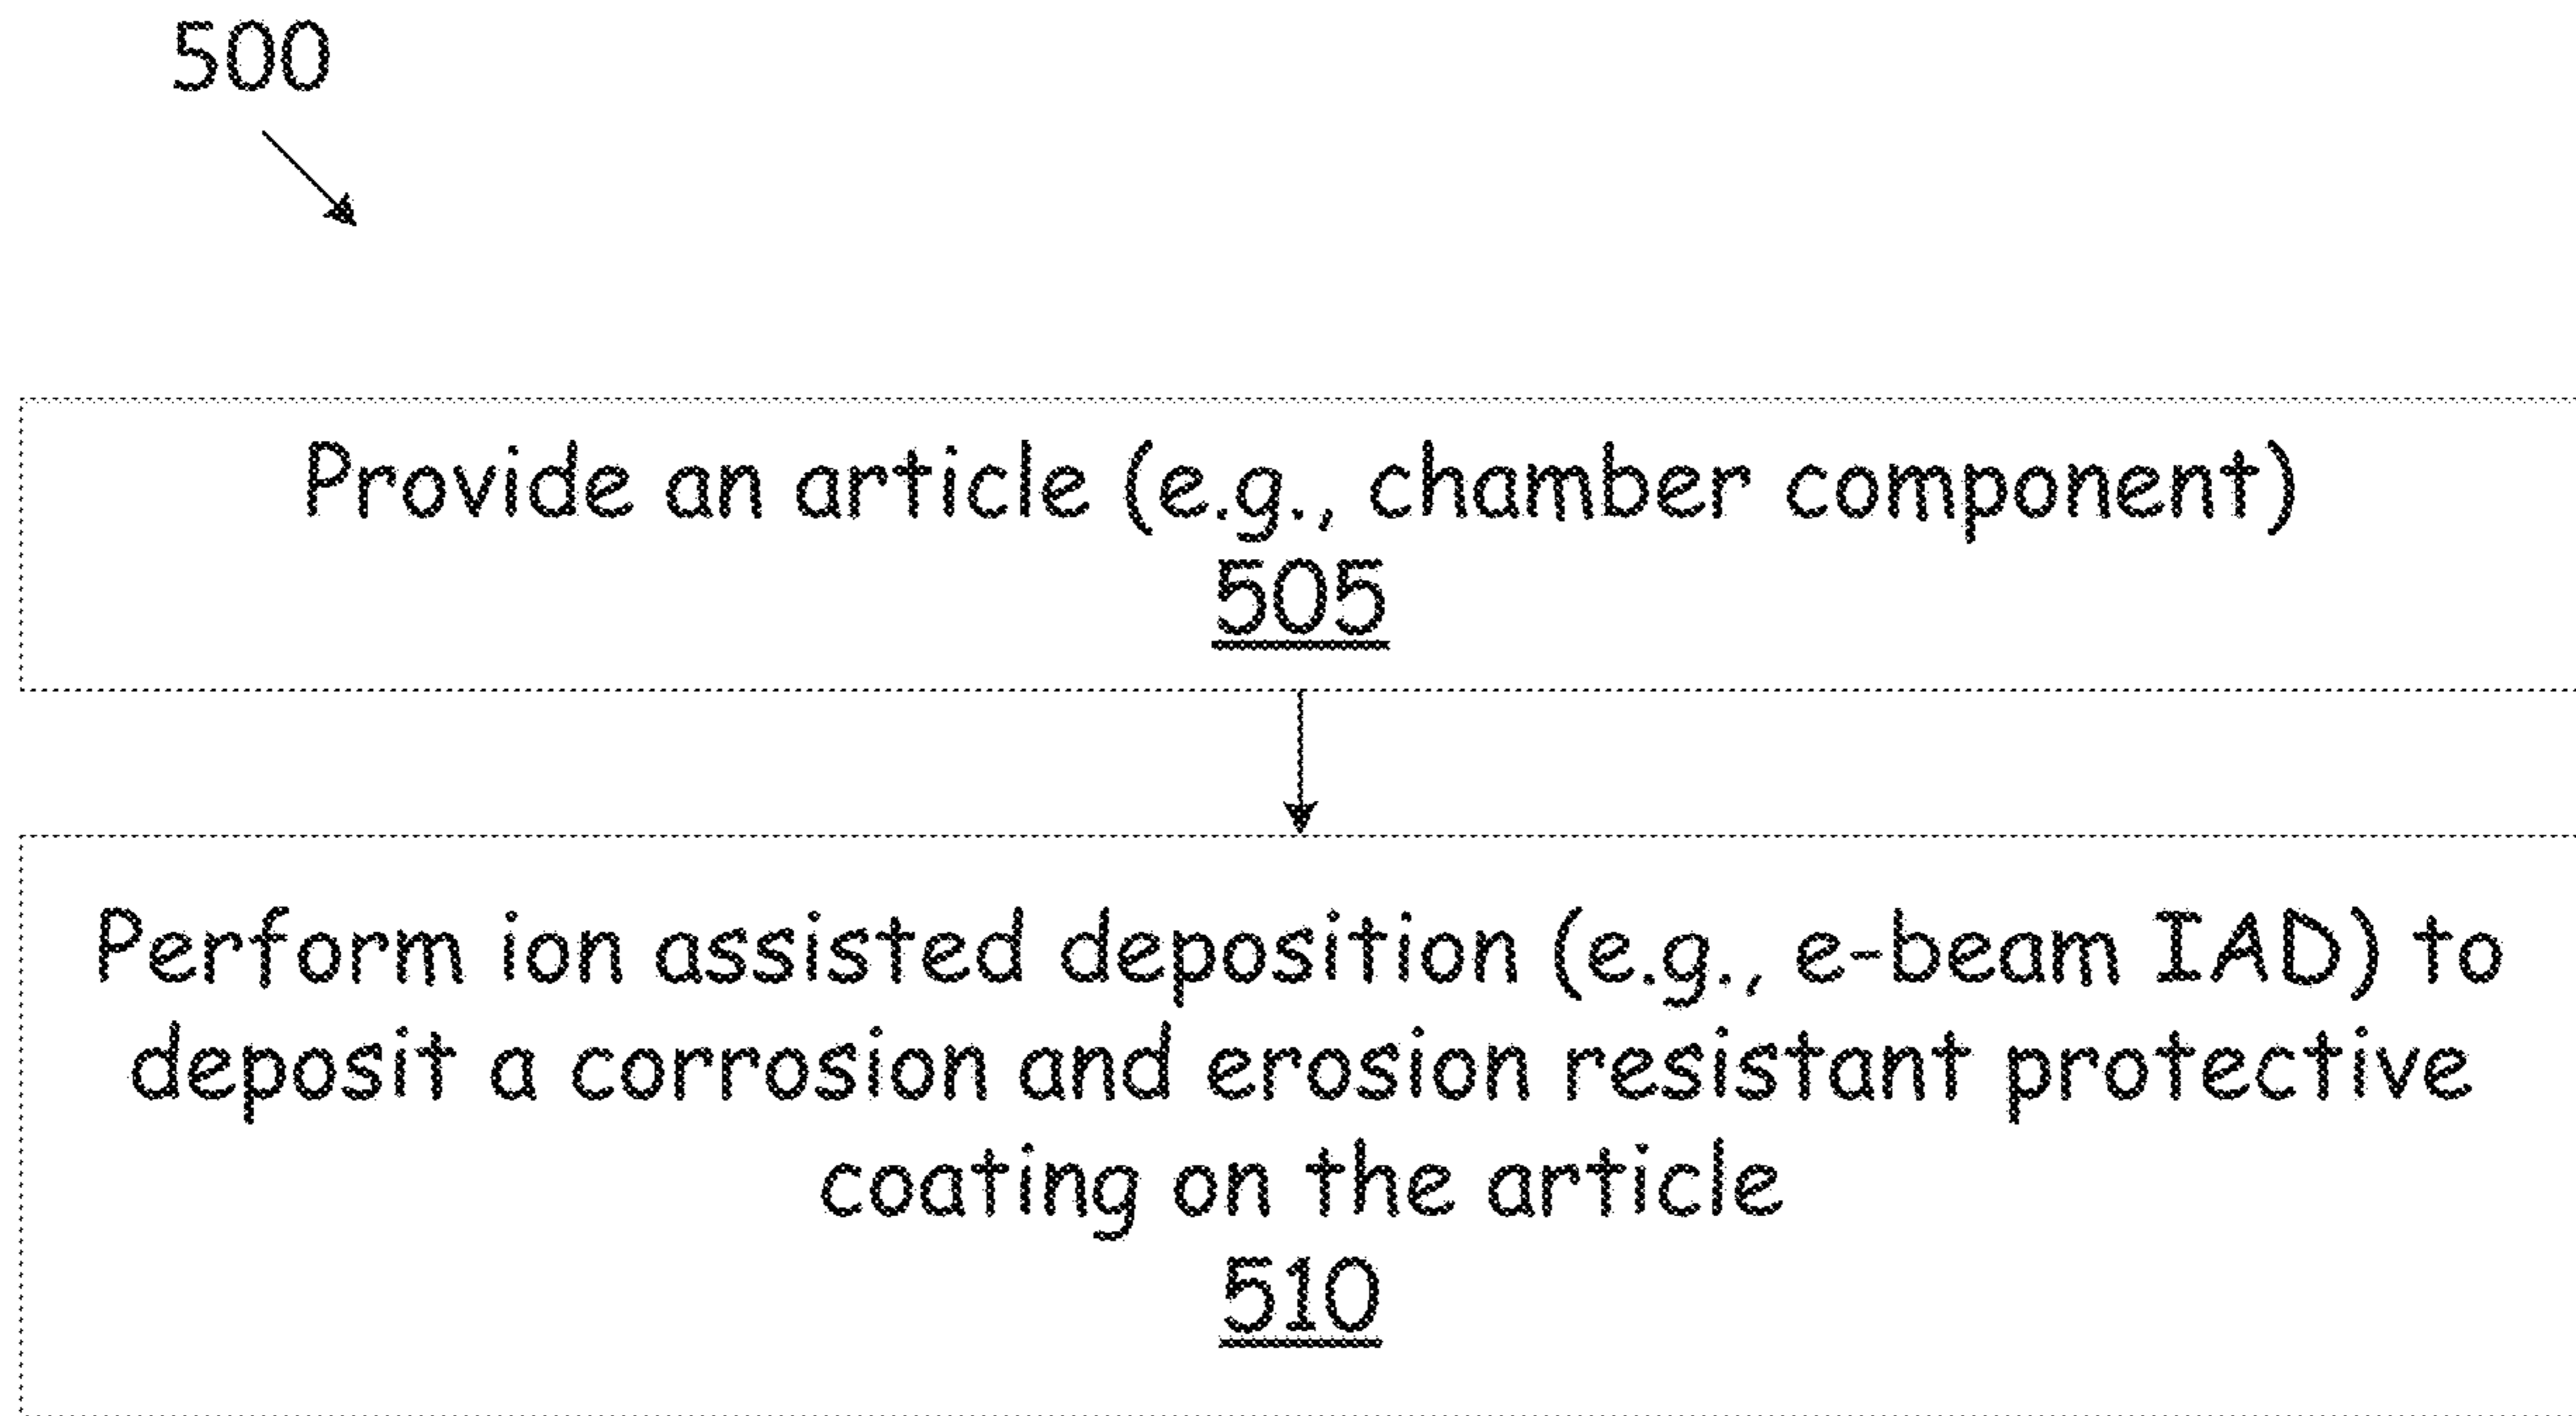 500
Provide an article (e.g., chamber component)
505
Perform ion assisted deposition (e.g., e-beam IAD) to
deposit a corrosion and erosion resistant protective
coating on the article
510